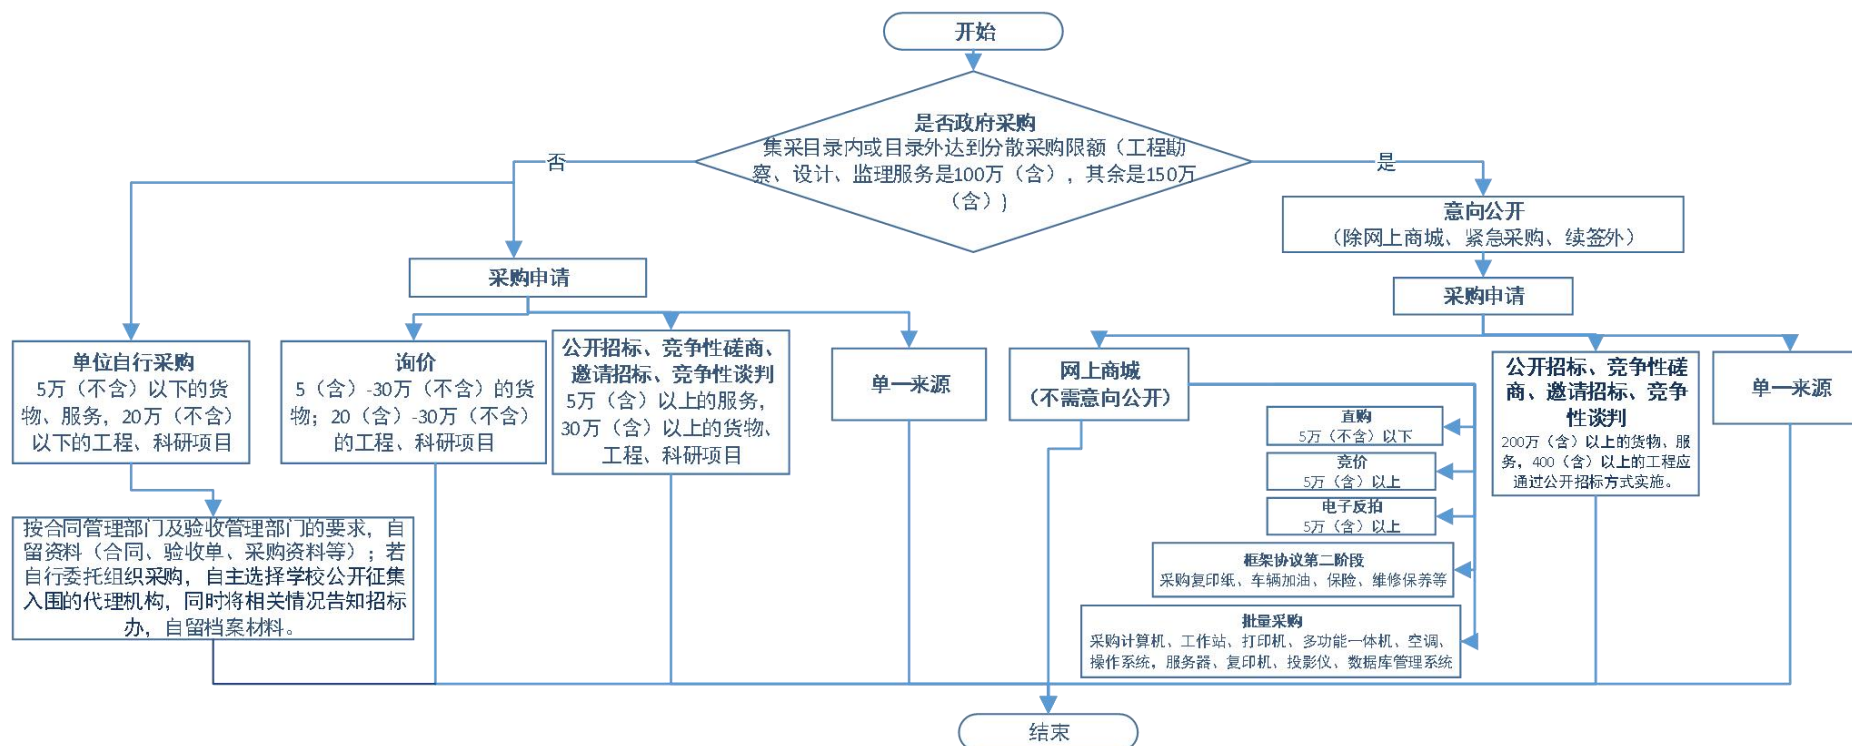 开始
是否政府采购
集采目录内或目录外达到分散采购限额（工程勘
察、设计、监理服务是100万（含），其余是150万
（含））
否
是
意向公开
（除网上商城、紧急采购、续签外）
采购申请
采购申请
单位自行采购
5万（不含）以下的货
物、服务，20万（不含）
以下的工程、科研项目
询价
5（含）-30万（不含）的货
物；20（含）-30万（不含）
的工程、科研项目
公开招标、竞争性磋商、
邀请招标、竞争性谈判
5万（含）以上的服务，
30万（含）以上的货物、
工程、科研项目
单一来源
网上商城
（不需意向公开）
公开招标、竞争性磋
商、邀请招标、竞争
性谈判
200万（含）以上的货物、服
务，400（含）以上的工程应
通过公开招标方式实施。
单一来源
直购
5万（不含）以下
竞价
5万（含）以上
电子反拍
5万（含）以上
框架协议第二阶段
采购复印纸、车辆加油、保险、维修保养等
批量采购
采购计算机、工作站、打印机、多功能一体机、空调、
操作系统，服务器、复印机、投影仪、数据库管理系统
按合同管理部门及验收管理部门的要求，自
留资料（合同、验收单、采购资料等）；若
自行委托组织采购，自主选择学校公开征集
入围的代理机构，同时将相关情况告知招标
办，自留档案材料。
结束